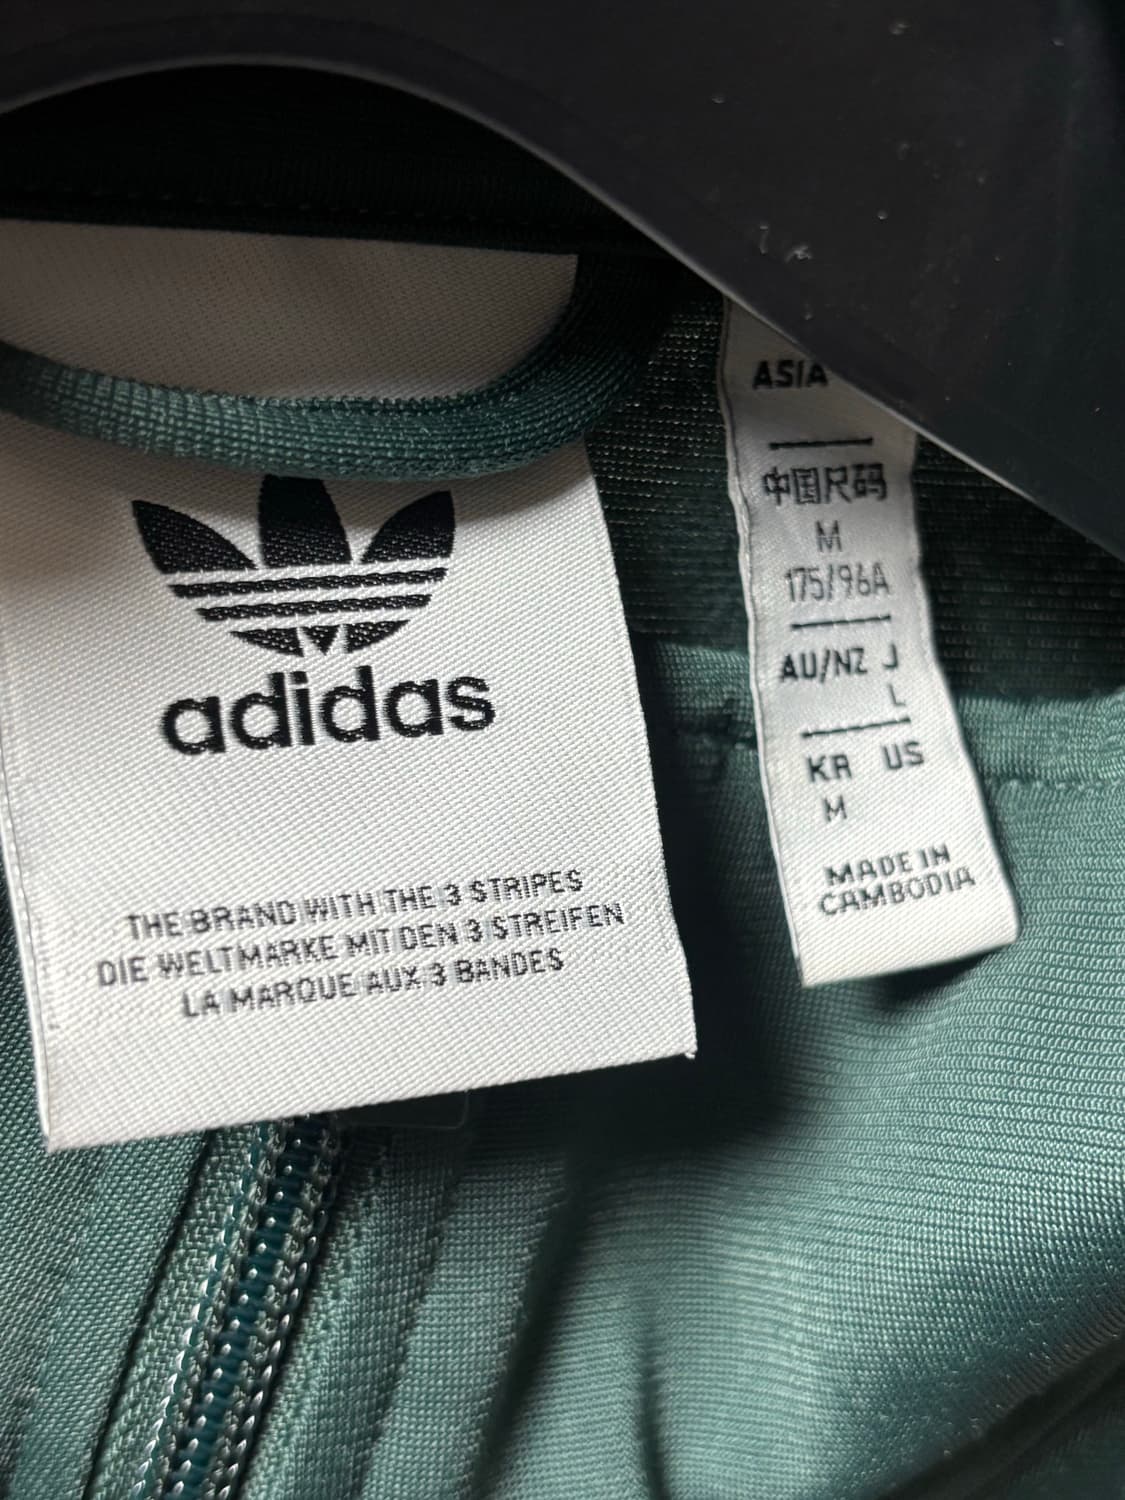 adidas
THE BRAND WITH THE 3 STRIPES
DIE WELTMARKE MIT DEN 3 STREIFEN
LA MARQUE AUX 3 BANDES
ASIA
中国尺码
M
175/96A
AU/NZ J
L
KR US
M
MADE IN
CAMBODIA